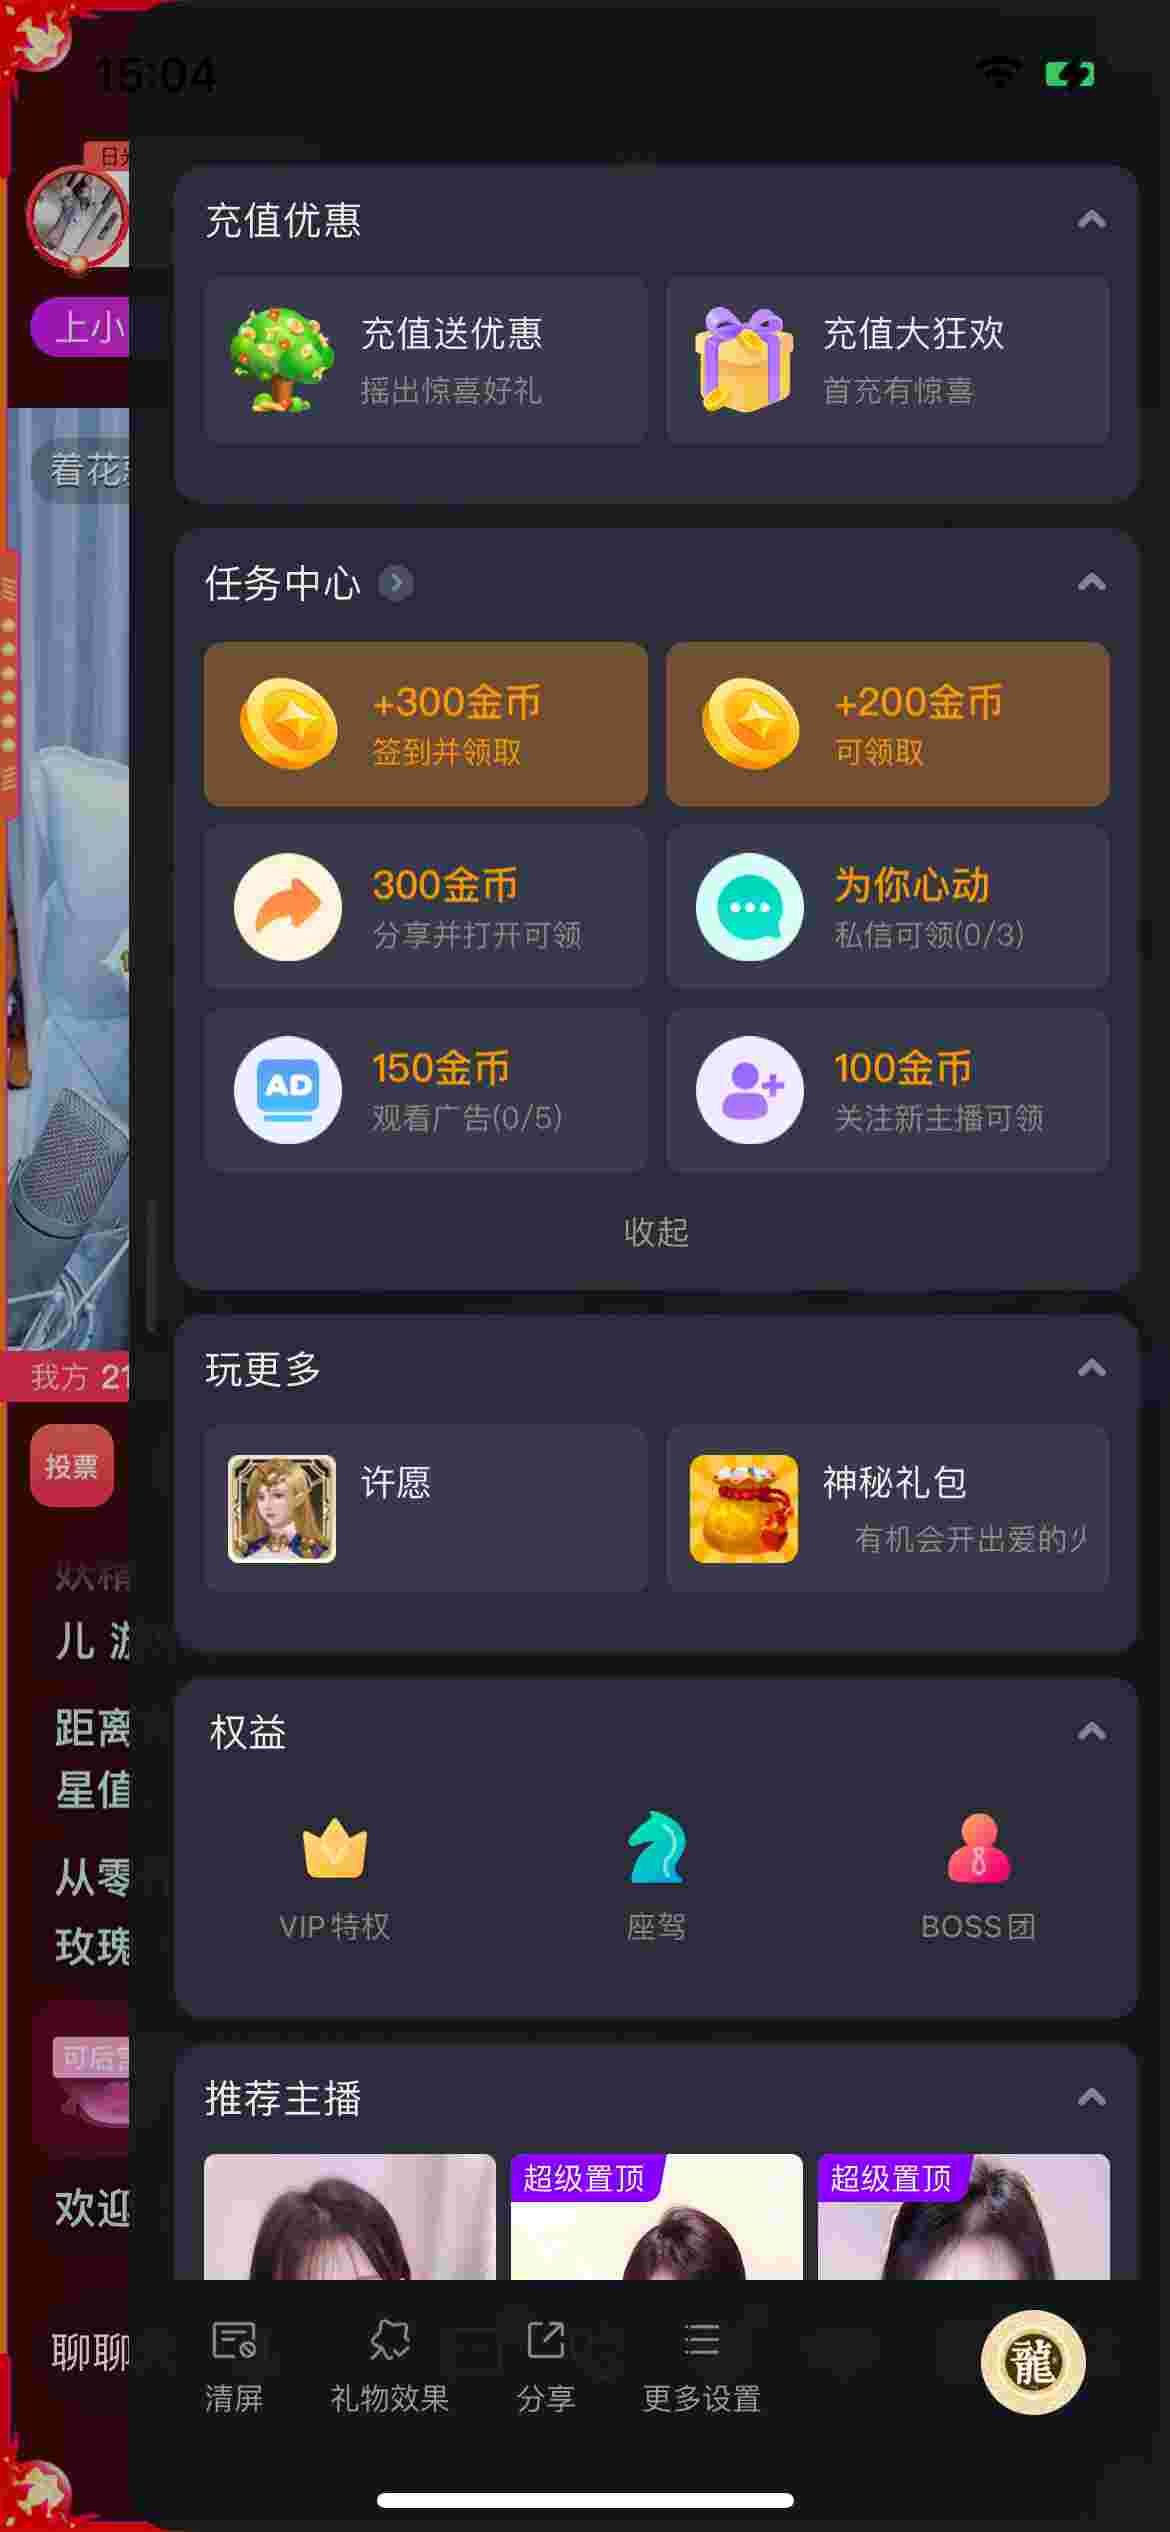 15:04
上小
着花
我方 21
投票
妖精
儿
距离
星值
从零
玫瑰
欢迎
聊聊
充值优惠
充值送优惠
摇出惊喜好礼
充值大狂欢
首充有惊喜
任务中心
+300金币
签到并领取
+200金币
可领取
300金币
分享并打开可领
为你心动
私信可领(0/3)
AD
150金币
观看广告(0/5)
100金币
关注新主播可领
收起
玩更多
许愿
神秘礼包
有机会开出爱的火
权益
VIP特权
座驾
BOSS团
推荐主播
超级置顶
超级置顶
清屏
礼物效果
分享
更多设置
龍